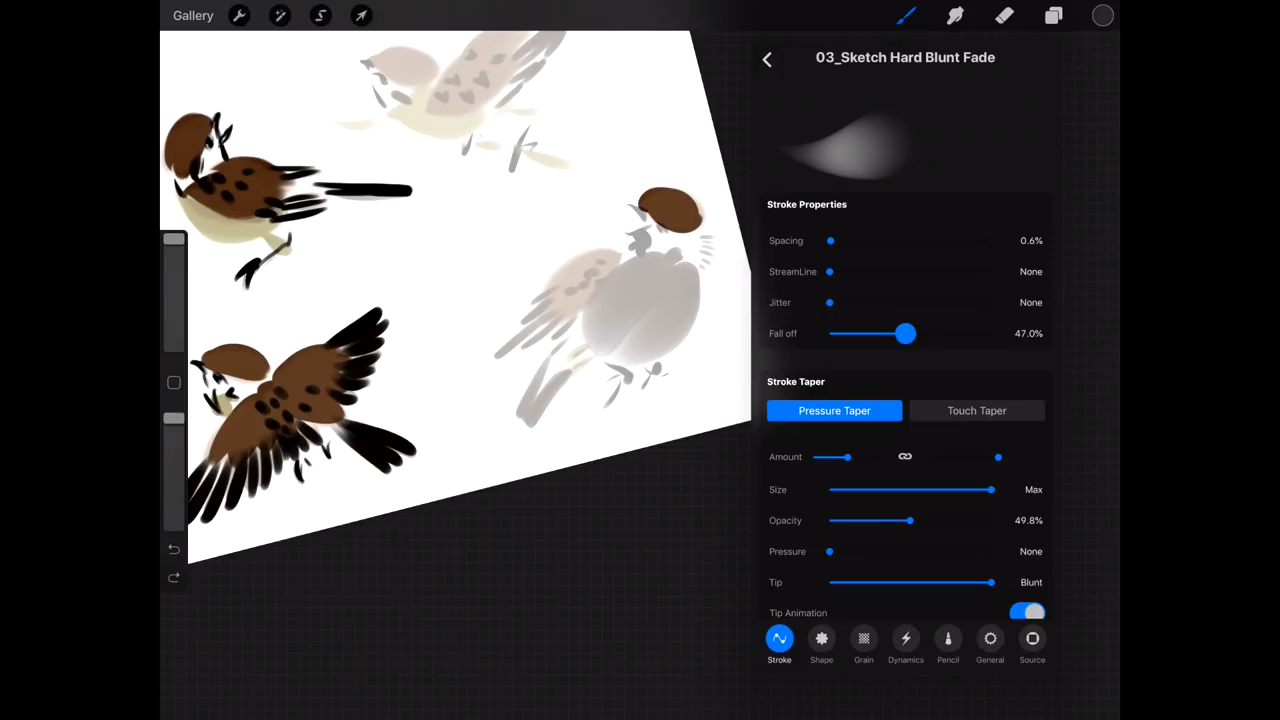 Gallery
03_Sketch Hard Blunt Fade
Stroke Properties
Spacing 0.6%
StreamLine None
Jitter None
Fall off 47.0%
Stroke Taper
Pressure Taper Touch Taper
Amount
Size Max
Opacity 49.8%
Pressure None
Tip Blunt
Tip Animation
Stroke Shape Grain Dynamics Pencil General Source